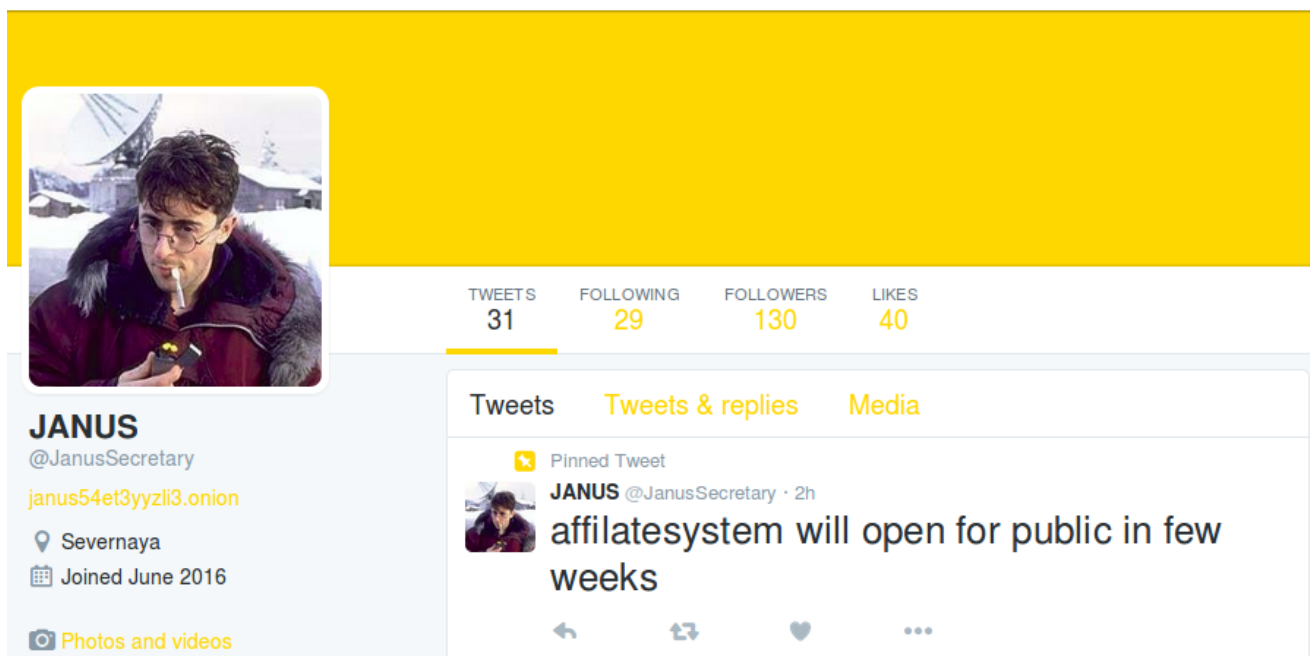 TWEETS FOLLOWING FOLLOWERS LIKES
31 29 130 40
JANUS
@JanusSecretary
janus54et3yyzli3.onion
Severnaya
Joined June 2016
Photos and videos
Tweets Tweets & replies Media
Pinned Tweet
JANUS @JanusSecretary · 2h
affilatesystem will open for public in few
weeks